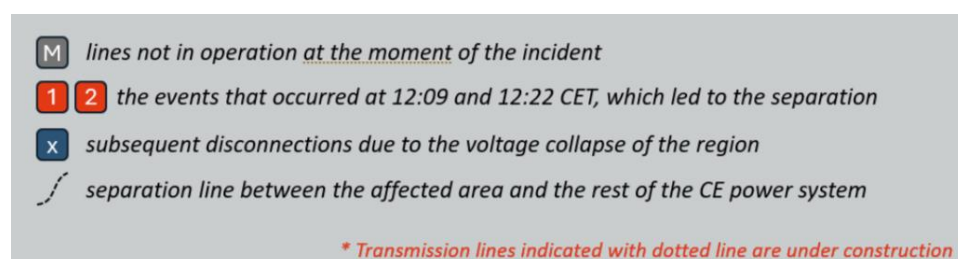 M lines not in operation at the moment of the incident
1 2 the events that occurred at 12:09 and 12:22 CET, which led to the separation
x subsequent disconnections due to the voltage collapse of the region
separation line between the affected area and the rest of the CE power system
* Transmission lines indicated with dotted line are under construction